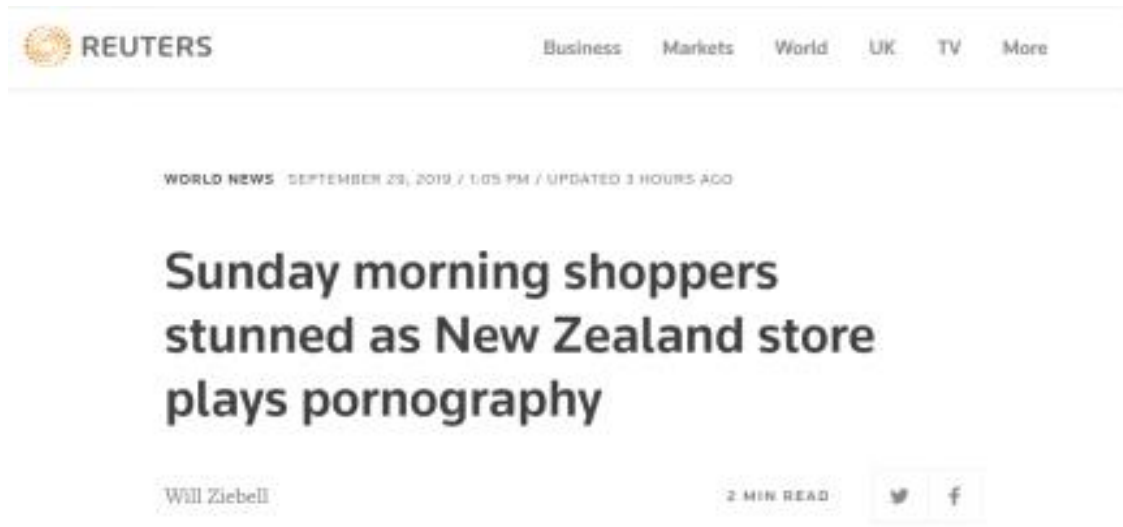 REUTERS Business Markets World UK TV More
WORLD NEWS SEPTEMBER 29, 2019 / 1:05 PM / UPDATED 3 HOURS AGO
Sunday morning shoppers
stunned as New Zealand store
plays pornography
Will Ziebell 2 MIN READ